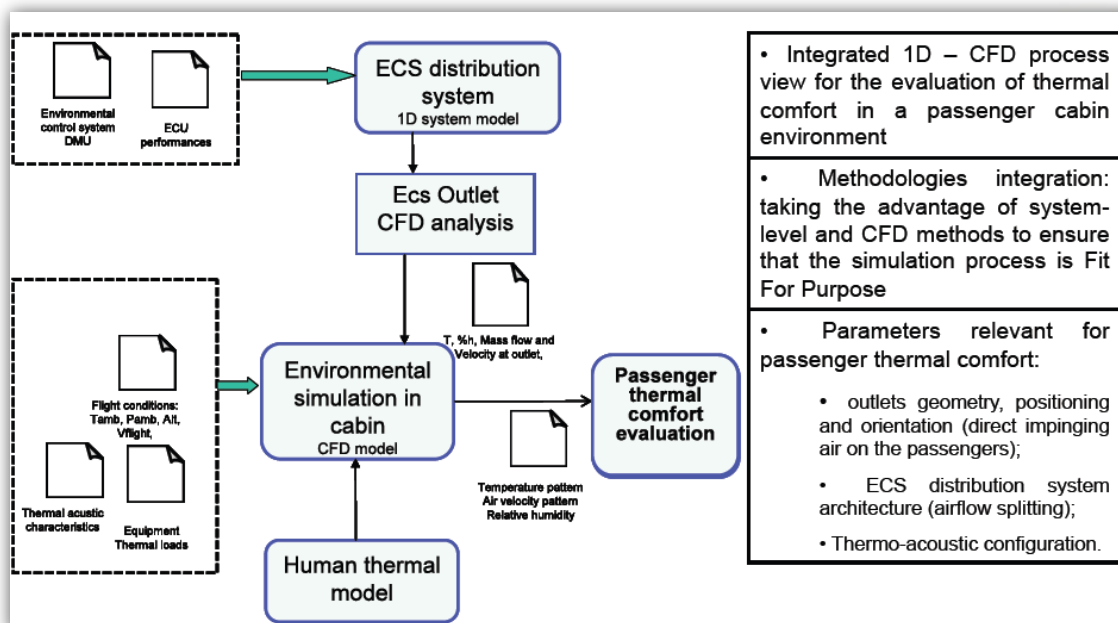 Environmental
control system
DMU
ECU
performances
ECS distribution
system
1D system model
Ecs Outlet
CFD analysis
T, %h, Mass flow and
Velocity at outlet,
Flight conditions:
Tamb, Pamb, Alt,
Vflight,
Thermal acustic
characteristics
Equipment
Thermal loads
Environmental
simulation in
cabin
CFD model
Temperature pattern
Air velocity pattern
Relative humidity
Passenger
thermal
comfort
evaluation
Human thermal
model
• Integrated 1D – CFD process
view for the evaluation of thermal
comfort in a passenger cabin
environment
• Methodologies integration:
taking the advantage of system-
level and CFD methods to ensure
that the simulation process is Fit
For Purpose
• Parameters relevant for
passenger thermal comfort:
• outlets geometry, positioning
and orientation (direct impinging
air on the passengers);
• ECS distribution system
architecture (airflow splitting);
• Thermo-acoustic configuration.